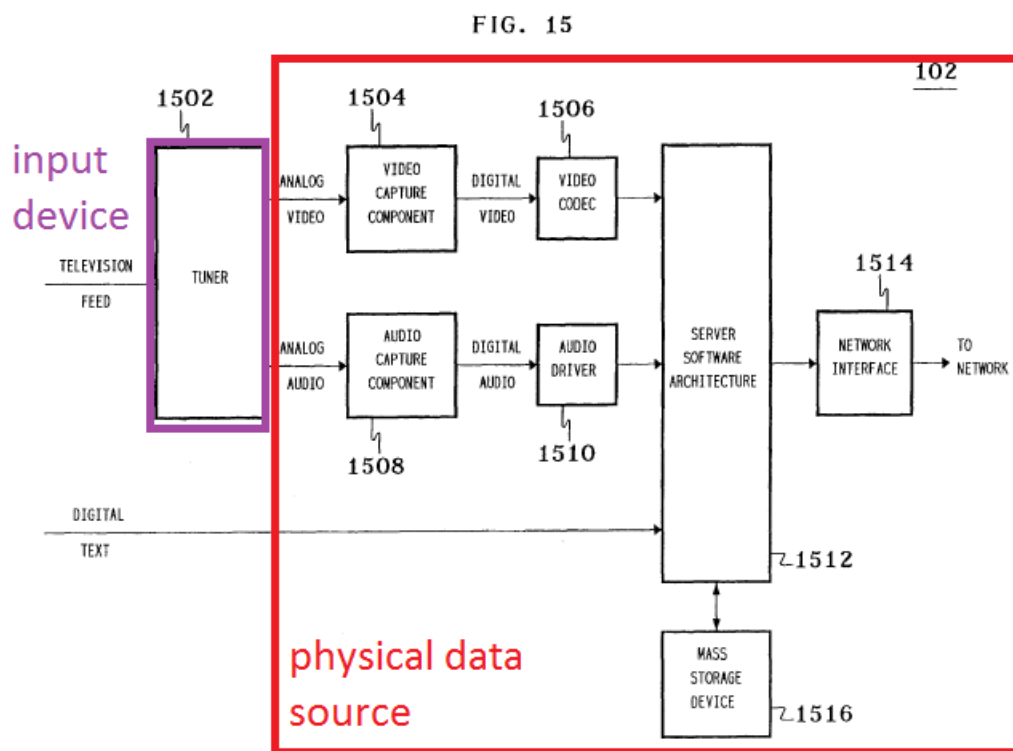 FIG. 15
102
1502
1504
1506
input
device
ANALOG
VIDEO
VIDEO
CAPTURE
COMPONENT
DIGITAL
VIDEO
VIDEO
CODEC
TELEVISION
FEED
TUNER
1514
ANALOG
AUDIO
AUDIO
CAPTURE
COMPONENT
DIGITAL
AUDIO
AUDIO
DRIVER
SERVER
SOFTWARE
ARCHITECTURE
NETWORK
INTERFACE
TO
NETWORK
1508
1510
DIGITAL
TEXT
1512
physical data
source
MASS
STORAGE
DEVICE
1516